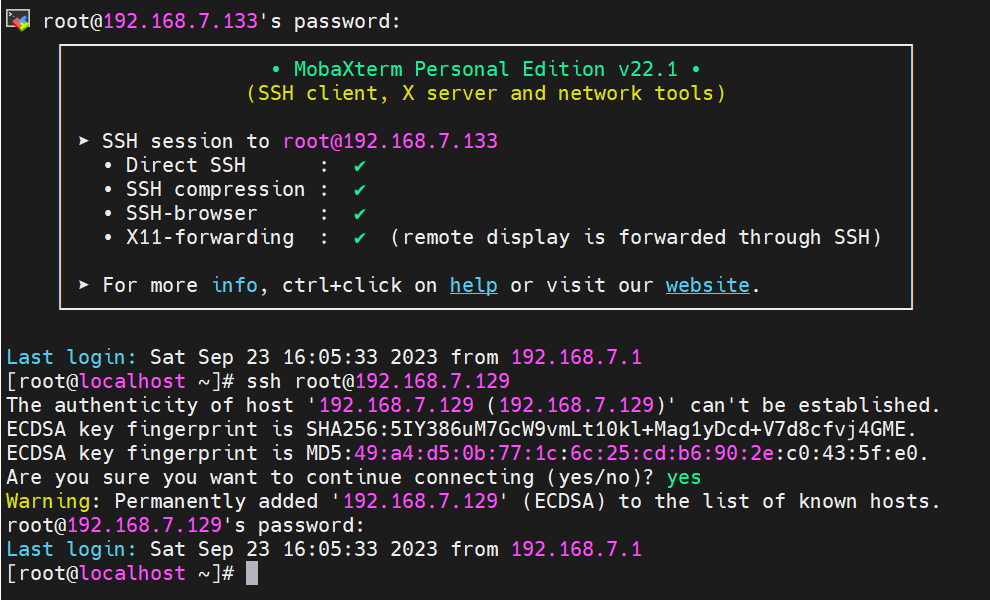 root@192.168.7.133's password:
• MobaXterm Personal Edition v22.1 •
(SSH client, X server and network tools)
➤ SSH session to root@192.168.7.133
• Direct SSH      :  ✔
• SSH compression :  ✔
• SSH-browser     :  ✔
• X11-forwarding  :  ✔  (remote display is forwarded through SSH)
➤ For more info, ctrl+click on help or visit our website.
Last login: Sat Sep 23 16:05:33 2023 from 192.168.7.1
[root@localhost ~]# ssh root@192.168.7.129
The authenticity of host '192.168.7.129 (192.168.7.129)' can't be established.
ECDSA key fingerprint is SHA256:5IY386uM7GcW9vmLt10kl+Mag1yDcd+V7d8cfvj4GME.
ECDSA key fingerprint is MD5:49:a4:d5:0b:77:1c:6c:25:cd:b6:90:2e:c0:43:5f:e0.
Are you sure you want to continue connecting (yes/no)? yes
Warning: Permanently added '192.168.7.129' (ECDSA) to the list of known hosts.
root@192.168.7.129's password:
Last login: Sat Sep 23 16:05:33 2023 from 192.168.7.1
[root@localhost ~]#